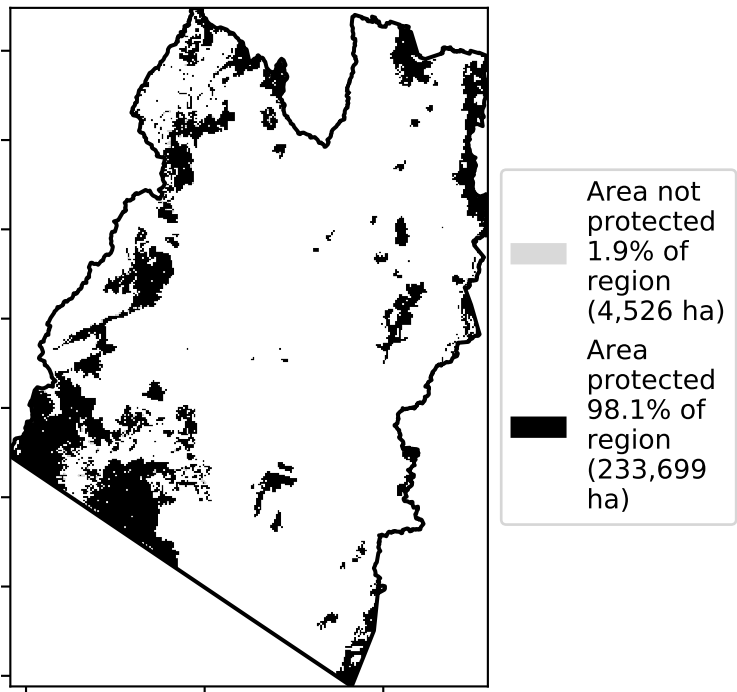 Area not
protected
1.9% of
region
(4,526 ha)
Area
protected
98.1% of
region
(233,699
ha)